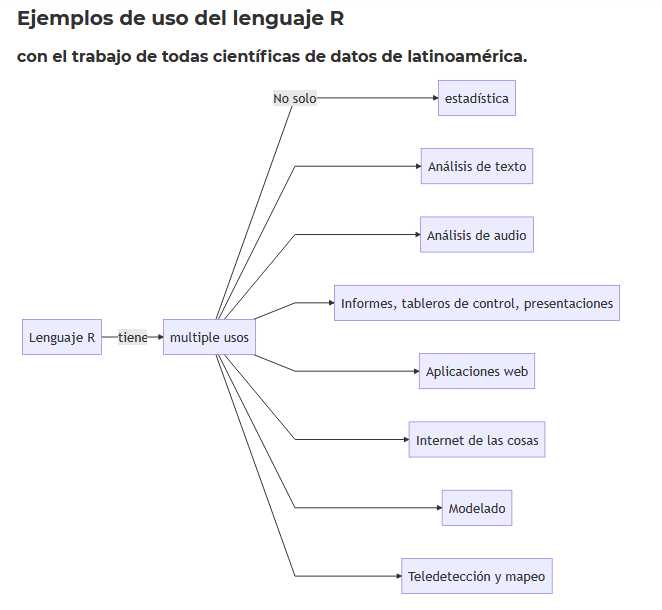 Ejemplos de uso del lenguaje R
con el trabajo de todas científicas de datos de latinoamérica.
No solo
estadística
Análisis de texto
Análisis de audio
Informes, tableros de control, presentaciones
Lenguaje R
tiene
multiple usos
Aplicaciones web
Internet de las cosas
Modelado
Teledetección y mapeo